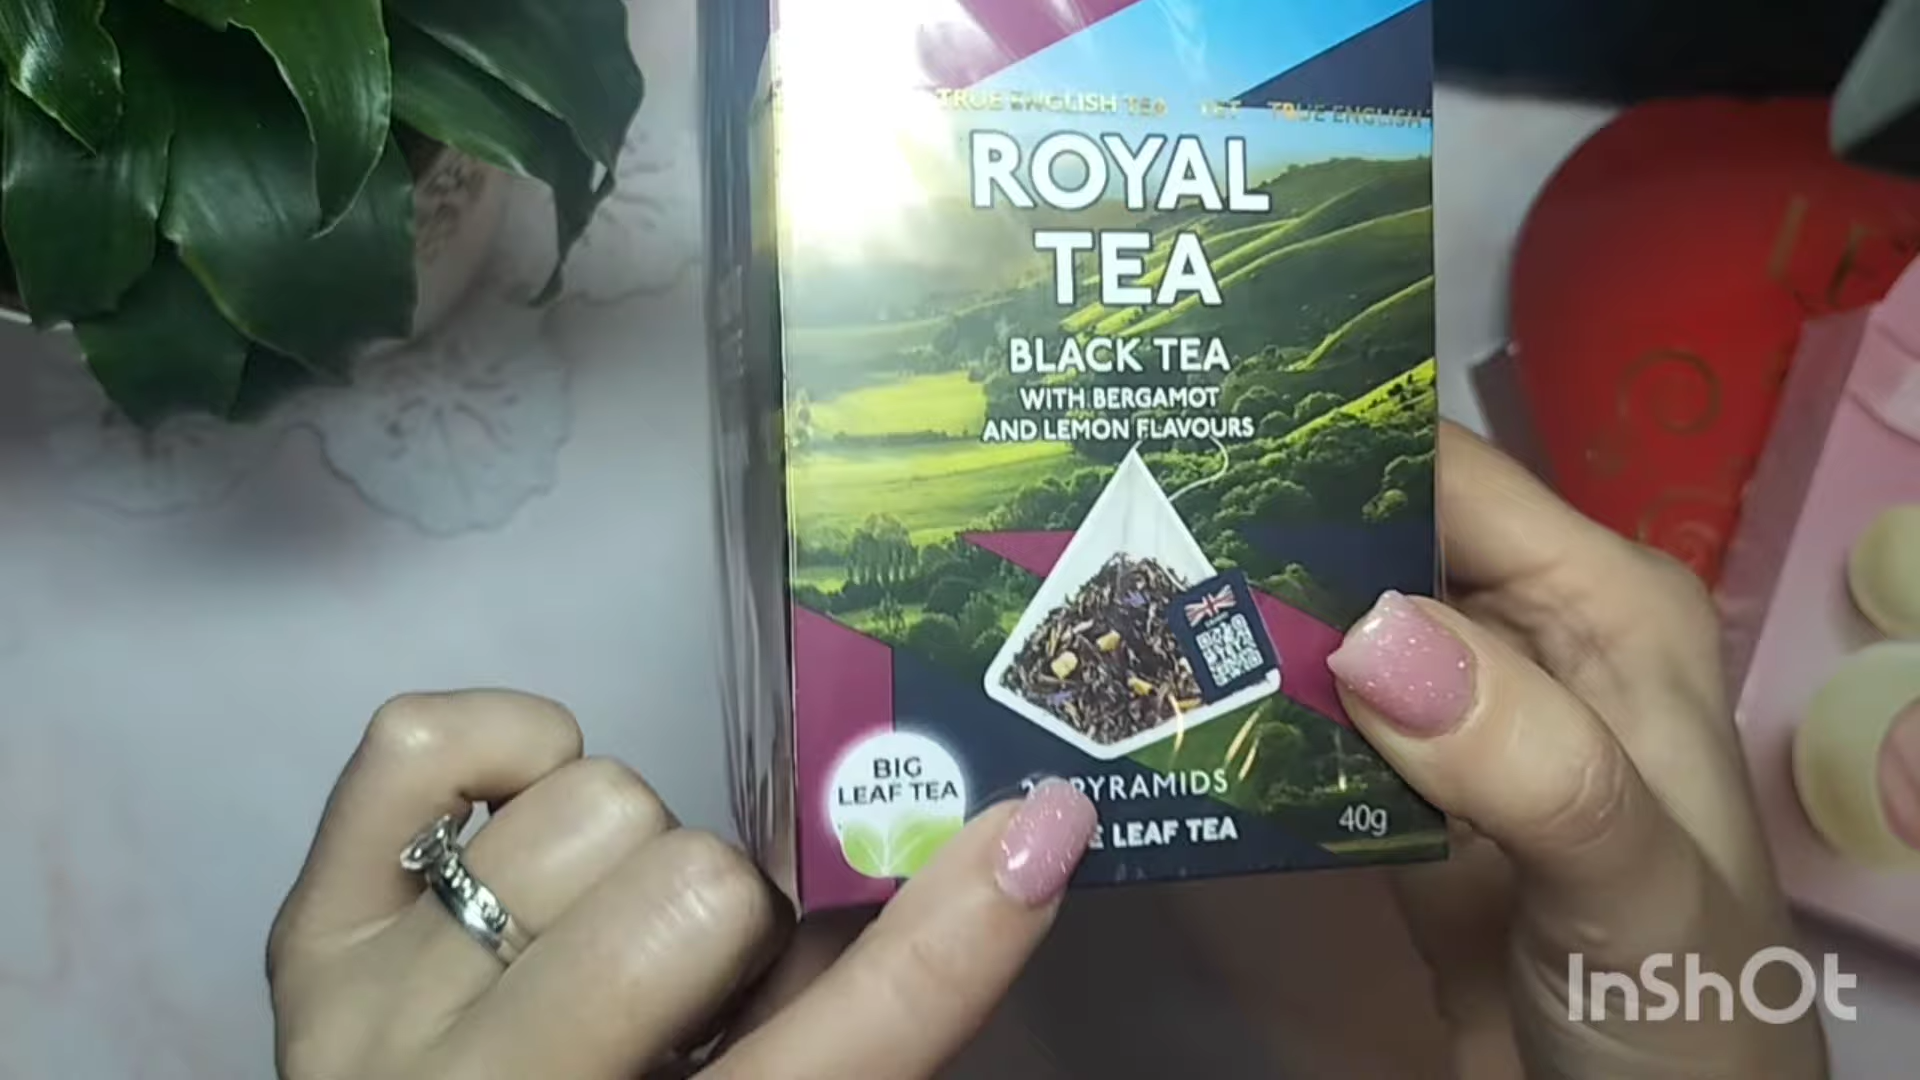 TRUE ENGLISH TEA TET TRUE ENGLISH
ROYAL
TEA
BLACK TEA
WITH BERGAMOT
AND LEMON FLAVOURS
BIG
LEAF TEA
PYRAMIDS
LEAF TEA
40g
InShOt